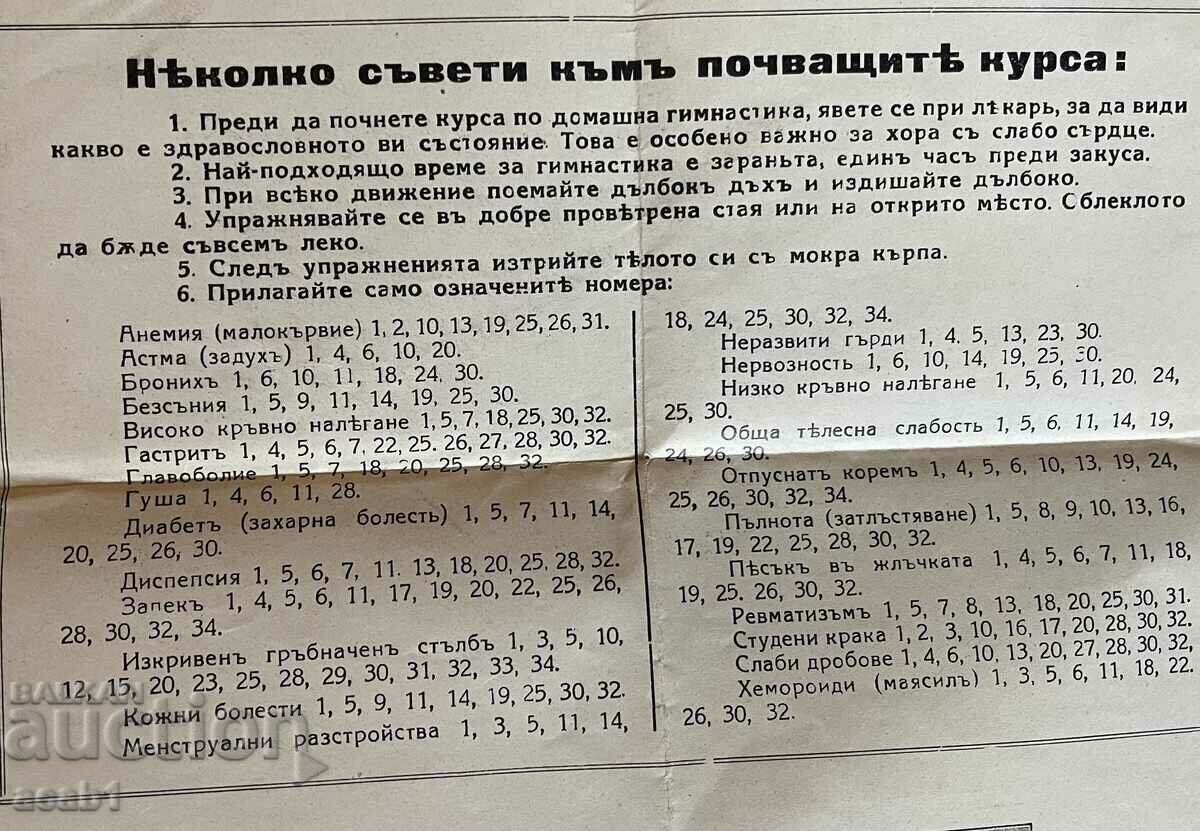 Нѣколко съвети къмъ почващитѣ курса:
1. Преди да почнете курса по домашна гимнастика, явете се при лѣкарь, за да види
какво е здравословното ви състояние. Това е особено важно за хора съ слабо сърдце.
2. Най-подходящо време за гимнастика е зараньта, единъ часъ преди закуса.
3. При всѣко движение поемайте дълбокъ дъхъ и издишайте дълбоко.
4. Упражнявайте се въ добре провѣтрена стая или на открито мѣсто. Облеклото
да бѫде съвсемъ леко.
5. Следъ упражненията изтрийте тѣлото си съ мокра кърпа.
6. Прилагайте само означенитѣ номера:
Анемия (малокървие) 1, 2, 10, 13, 19, 25, 26, 31.
Астма (задухъ) 1, 4, 6, 10, 20.
Бронихъ 1, 6, 10, 11, 18, 24, 30.
Безсъния 1, 5, 9, 11, 14, 19, 25, 30.
Високо кръвно налѣгане 1, 5, 7, 18, 25, 30, 32.
Гастритъ 1, 4, 5, 6, 7, 22, 25. 26, 27, 28, 30, 32.
Главоболие 1, 5, 7, 18, 20, 25, 28, 32.
Гуша 1, 4, 6, 11, 28.
Диабетъ (захарна болесть) 1, 5, 7, 11, 14,
20, 25, 26, 30.
Диспепсия 1, 5, 6, 7, 11. 13, 18, 20, 25, 28, 32.
Запекъ 1, 4, 5, 6, 11, 17, 19, 20, 22, 25, 26,
28, 30, 32, 34.
Изкривенъ гръбначенъ стълбъ 1, 3, 5, 10,
12, 15, 20, 23, 25, 28, 29, 30, 31, 32, 33, 34.
Кожни болести 1, 5, 9, 11, 14, 19, 25, 30, 32.
Менструални разстройства 1, 3, 5, 11, 14,
18, 24, 25, 30, 32, 34.
Неразвити гърди 1, 4. 5, 13, 23, 30.
Нервозность 1, 6, 10, 14, 19, 25, 30.
Низко кръвно налѣгане 1, 5, 6, 11, 20, 24,
25, 30.
Обща тѣлесна слабость 1, 5, 6, 11, 14, 19,
24, 26, 30.
Отпуснатъ коремъ 1, 4, 5, 6, 10, 13, 19, 24,
25, 26, 30, 32, 34.
Пълнота (затлъстяване) 1, 5, 8, 9, 10, 13, 16,
17, 19, 22, 25, 28, 30, 32.
Пѣсъкъ въ жлъчката 1, 4, 5, 6, 7, 11, 18,
19, 25. 26, 30, 32.
Ревматизъмъ 1, 5, 7, 8, 13, 18, 20, 25, 30, 31.
Студени крака 1, 2, 3, 10, 16, 17, 20, 28, 30, 32.
Слаби дробове 1, 4, 6, 10, 13, 20, 27, 28, 30, 32,
Хемороиди (маясилъ) 1, 3, 5, 6, 11, 18, 22.
26, 30, 32.
БАЛКАН
auction
acab1